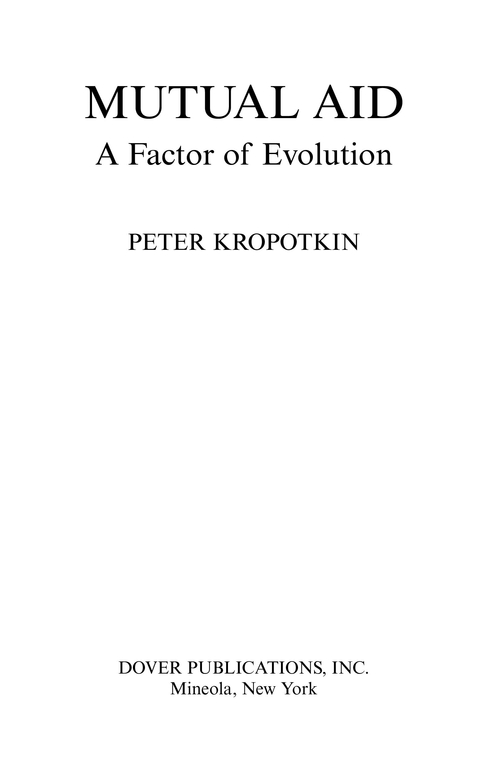 MUTUAL AID
A Factor of Evolution
PETER KROPOTKIN
DOVER PUBLICATIONS, INC.
Mineola, New York